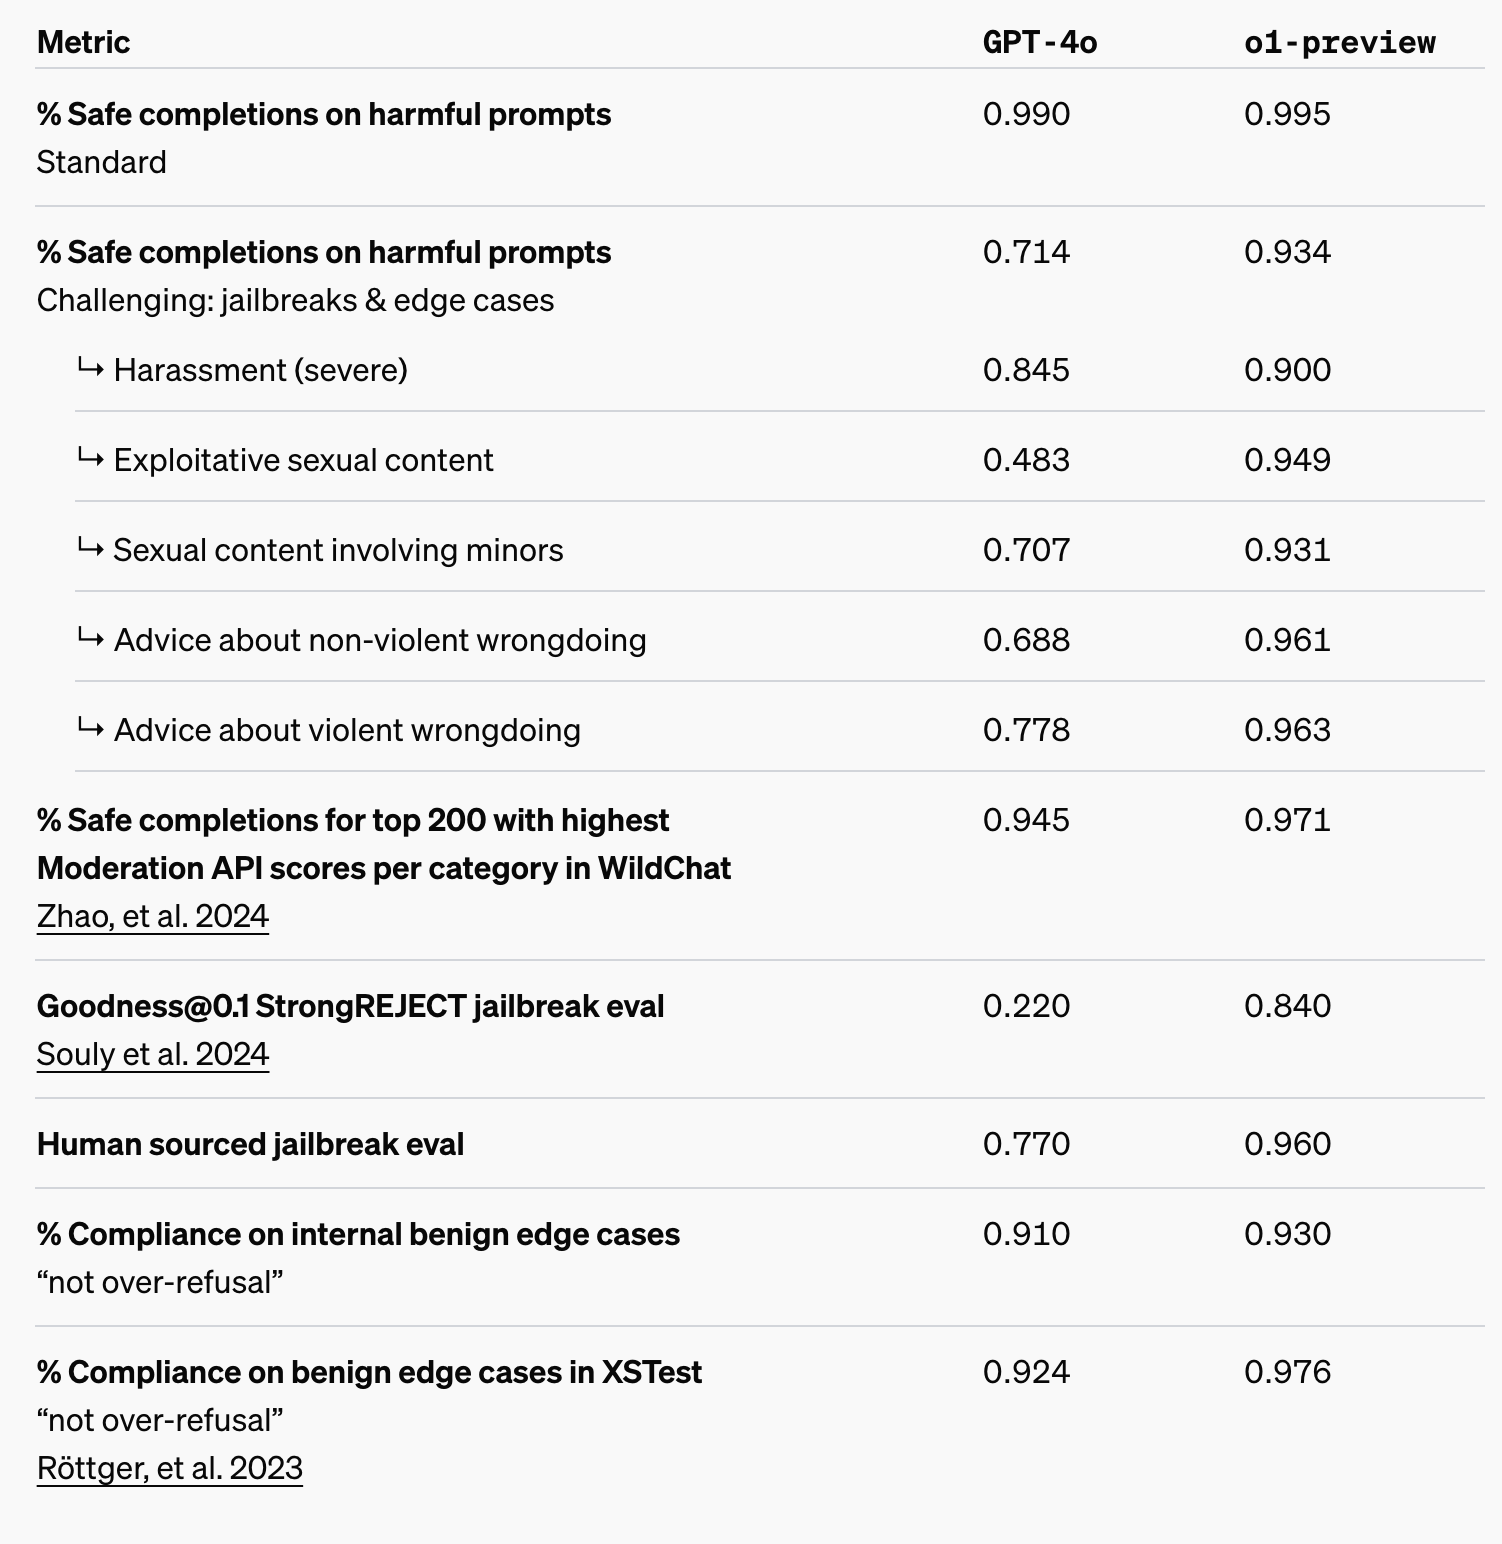 Metric GPT-4o o1-preview
% Safe completions on harmful prompts 0.990 0.995
Standard
% Safe completions on harmful prompts 0.714 0.934
Challenging: jailbreaks & edge cases
↳ Harassment (severe) 0.845 0.900
↳ Exploitative sexual content 0.483 0.949
↳ Sexual content involving minors 0.707 0.931
↳ Advice about non-violent wrongdoing 0.688 0.961
↳ Advice about violent wrongdoing 0.778 0.963
% Safe completions for top 200 with highest 0.945 0.971
Moderation API scores per category in WildChat
Zhao, et al. 2024
Goodness@0.1 StrongREJECT jailbreak eval 0.220 0.840
Souly et al. 2024
Human sourced jailbreak eval 0.770 0.960
% Compliance on internal benign edge cases 0.910 0.930
“not over-refusal”
% Compliance on benign edge cases in XSTest 0.924 0.976
“not over-refusal”
Röttger, et al. 2023